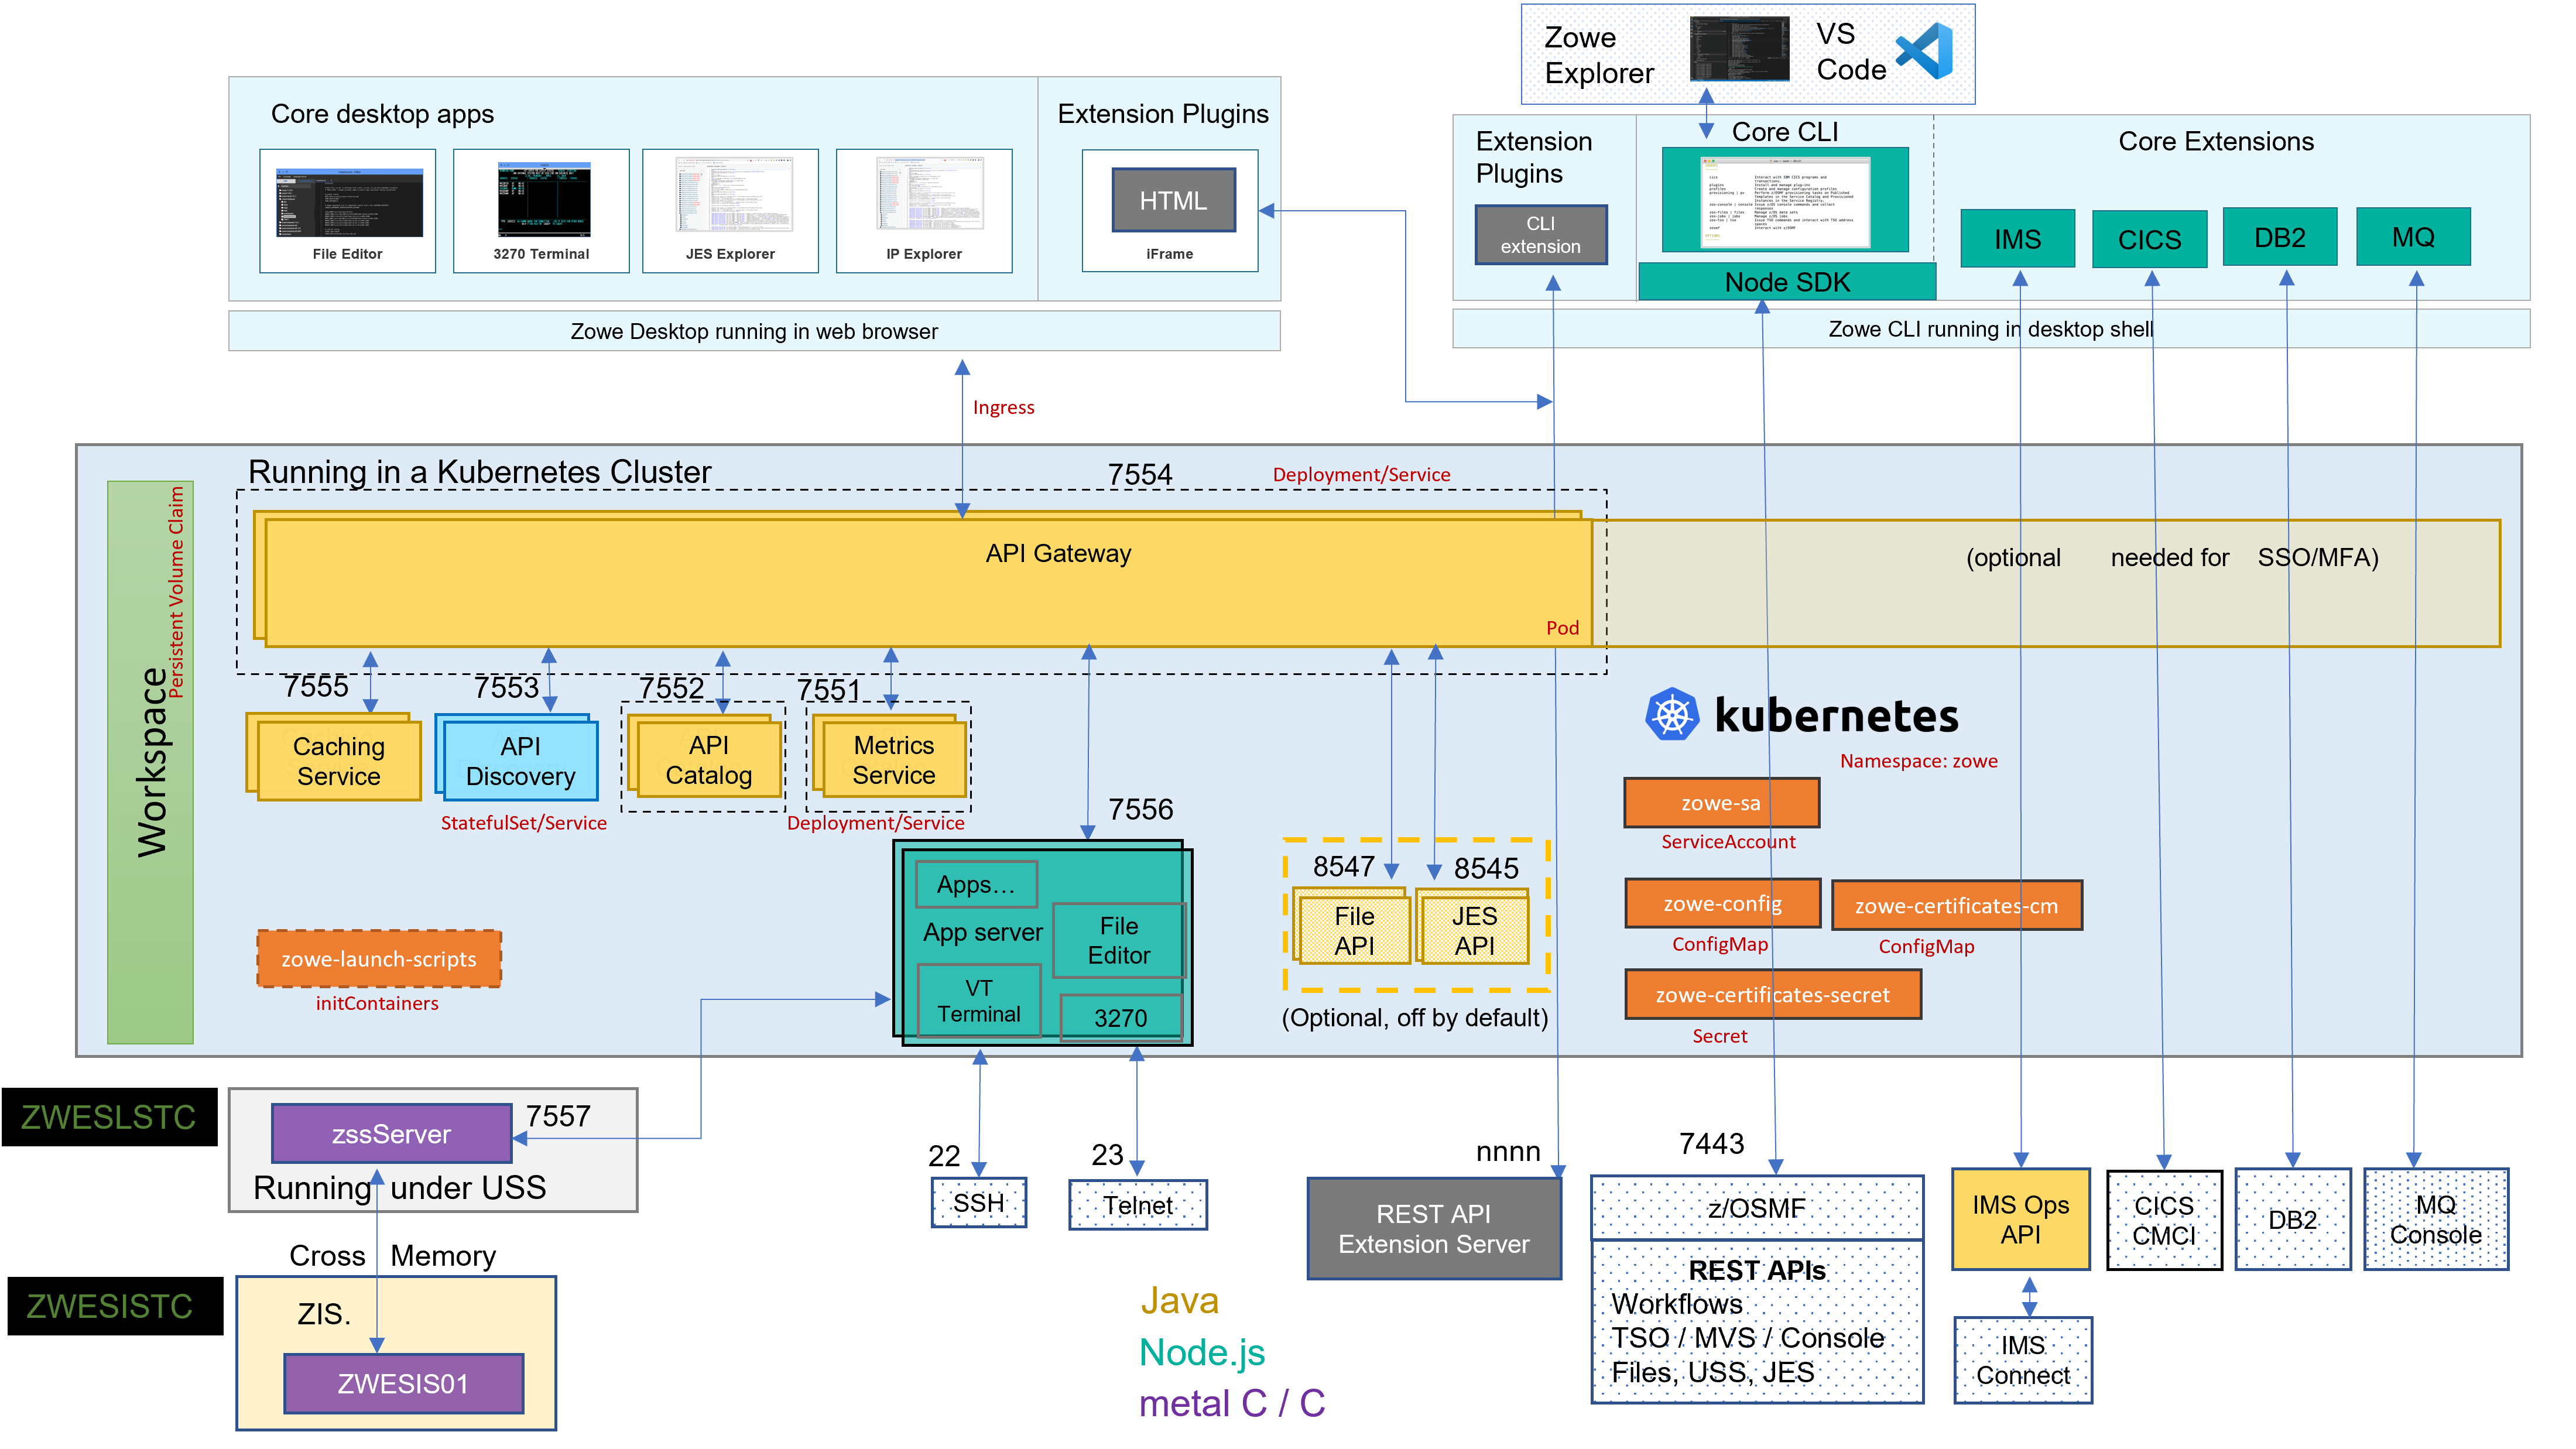 Zowe
Explorer
VS
Code
Core desktop apps
Extension Plugins
File Editor
3270 Terminal
JES Explorer
IP Explorer
HTML
iFrame
Zowe Desktop running in web browser
Extension
Plugins
CLI
extension
Core CLI
Node SDK
Core Extensions
IMS
CICS
DB2
MQ
Zowe CLI running in desktop shell
Ingress
Running in a Kubernetes Cluster
7554
Deployment/Service
Workspace
Persistent Volume Claim
API Gateway
Pod
(optional needed for SSO/MFA)
7555
7553
7552
7551
Caching
Service
API
Discovery
API
Catalog
Metrics
Service
StatefulSet/Service
Deployment/Service
kubernetes
Namespace: zowe
zowe-sa
ServiceAccount
zowe-config
ConfigMap
zowe-certificates-cm
ConfigMap
zowe-certificates-secret
Secret
7556
Apps...
App server
File
Editor
VT
Terminal
3270
8547
8545
File
API
JES
API
(Optional, off by default)
zowe-launch-scripts
initContainers
ZWESLSTC
zssServer
7557
Running under USS
Cross Memory
ZWESISTC
ZIS.
ZWESIS01
22
SSH
23
Telnet
nnnn
REST API
Extension Server
7443
z/OSMF
REST APIs
Workflows
TSO / MVS / Console
Files, USS, JES
IMS Ops
API
CICS
CMCI
DB2
MQ
Console
IMS
Connect
Java
Node.js
metal C / C